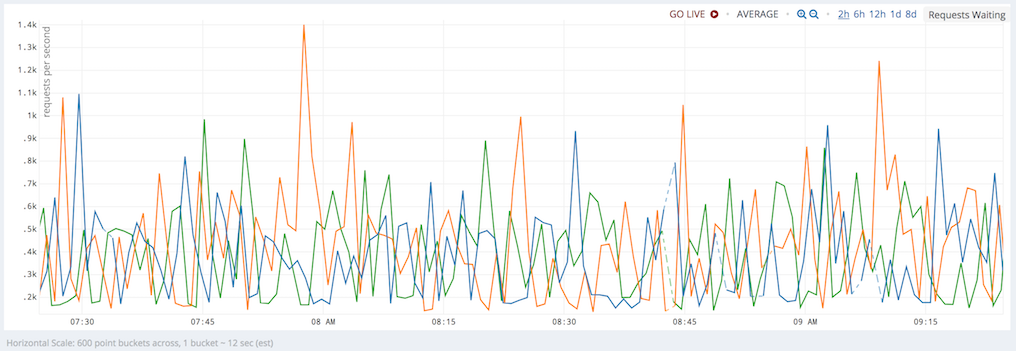 GO LIVE • AVERAGE • 2h 6h 12h 1d 8d Requests Waiting
requests per second
1.4k
1.3k
1.2k
1.1k
1k
.9k
.8k
.7k
.6k
.5k
.4k
.3k
.2k
07:30 07:45 08 AM 08:15 08:30 08:45 09 AM 09:15
Horizontal Scale: 600 point buckets across, 1 bucket ~ 12 sec (est)